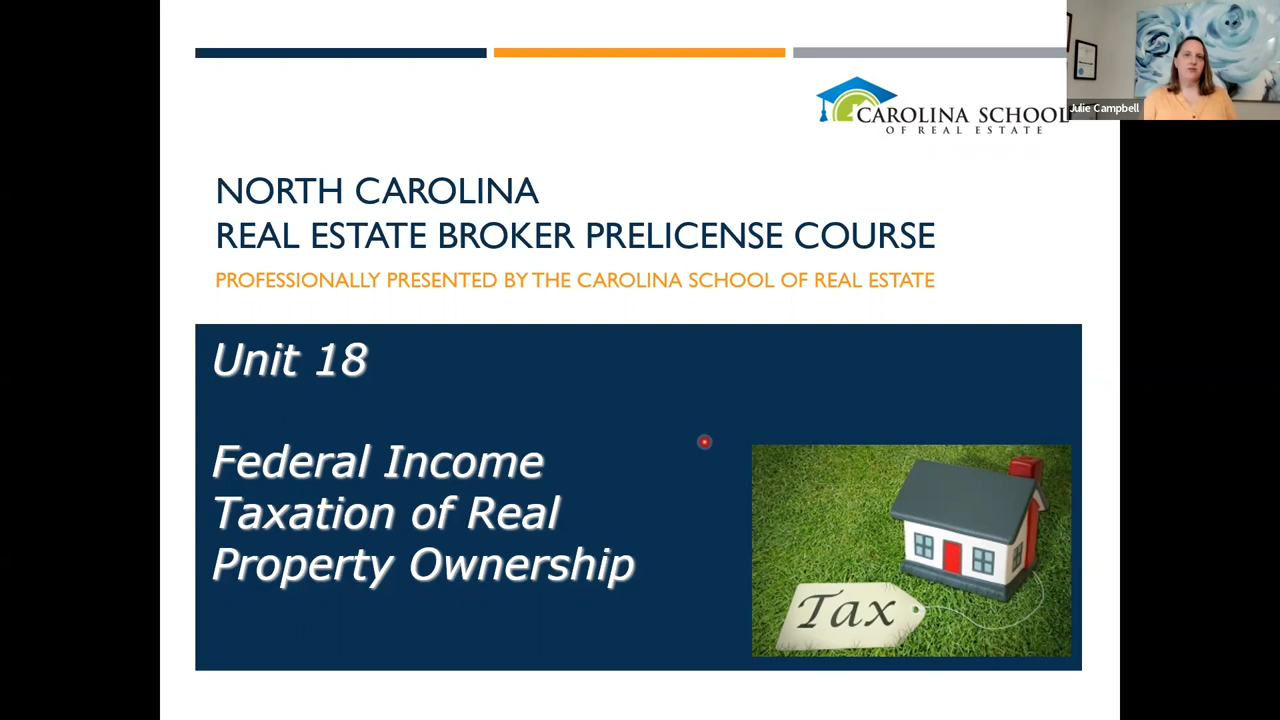 Julie Campbell
CAROLINA SCHOOL
OF REAL ESTATE
NORTH CAROLINA
REAL ESTATE BROKER PRELICENSE COURSE
PROFESSIONALLY PRESENTED BY THE CAROLINA SCHOOL OF REAL ESTATE
Unit 18
Federal Income
Taxation of Real
Property Ownership
Tax